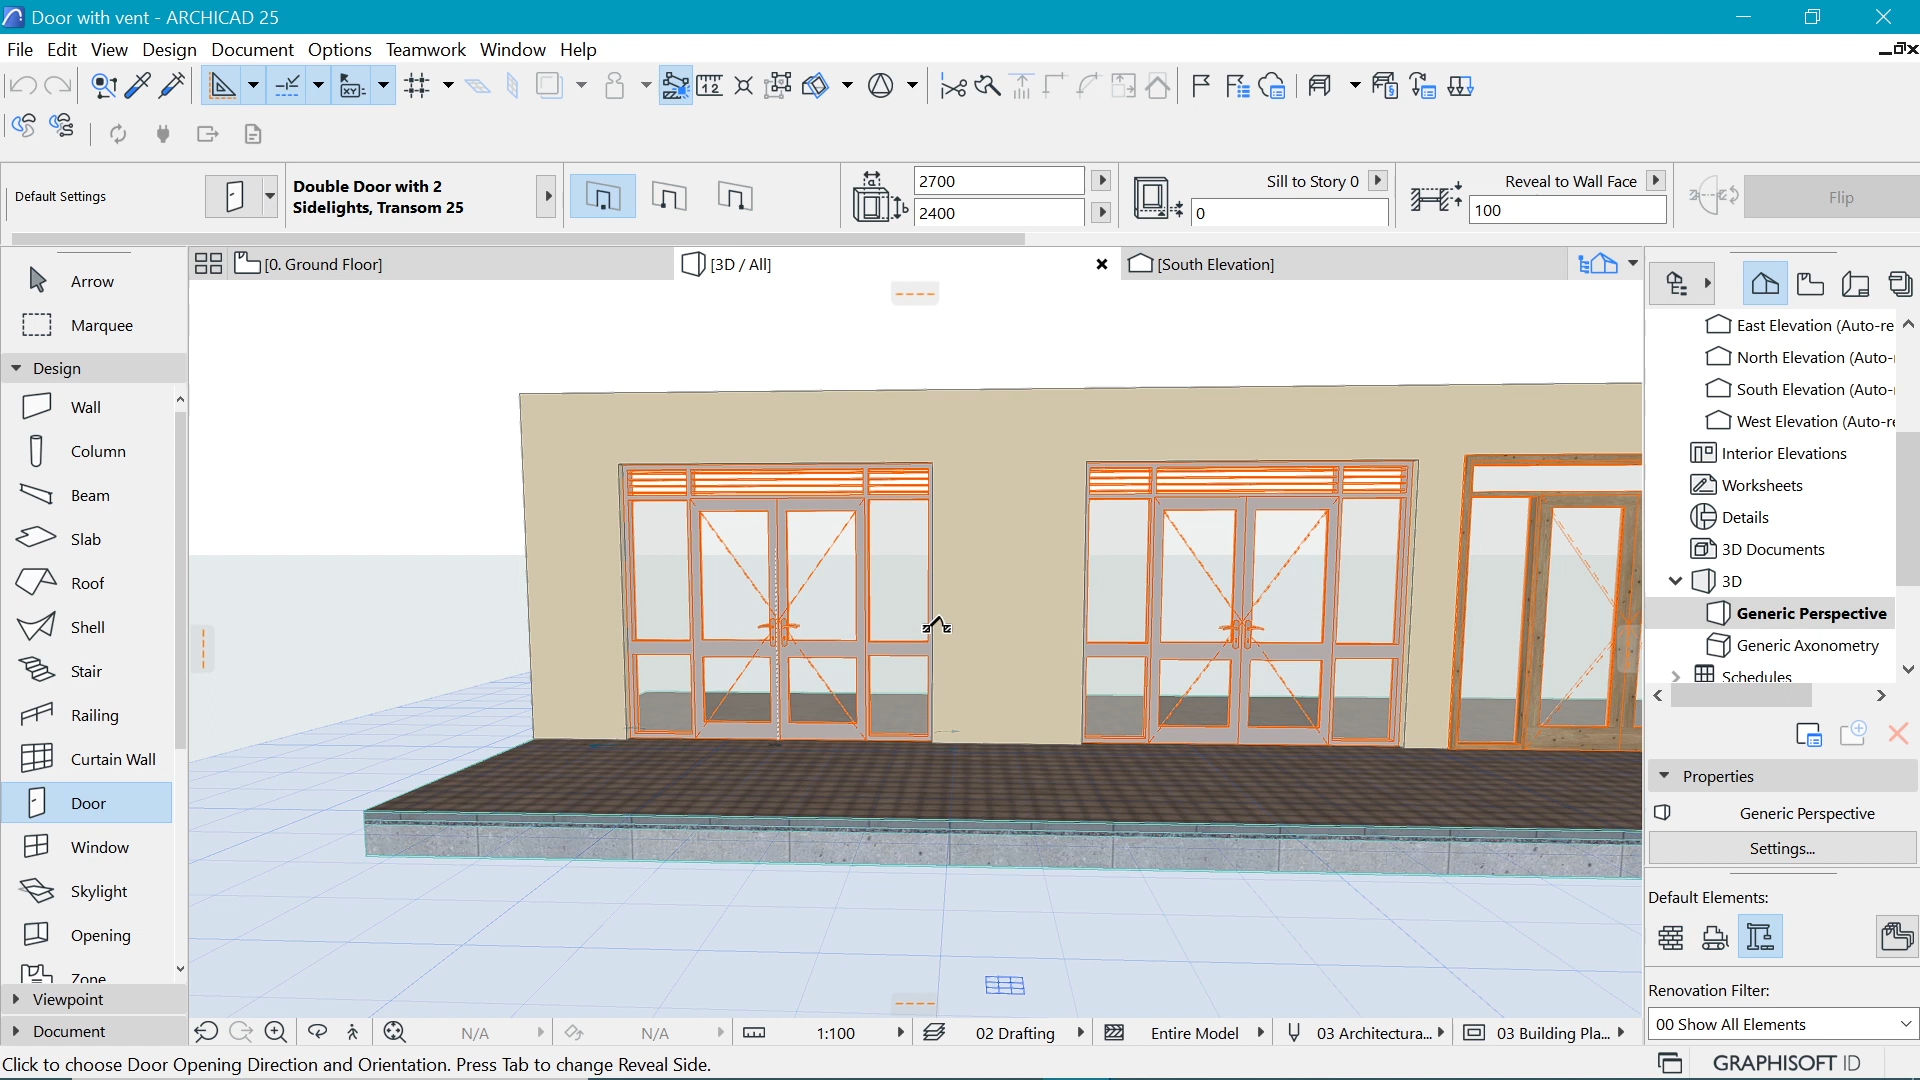 Door with vent - ARCHICAD 25
File Edit View Design Document Options Teamwork Window Help
Default Settings
Double Door with 2
Sidelights, Transom 25
2700
2400
Sill to Story 0
0
Reveal to Wall Face
100
Flip
Arrow
Marquee
Design
Wall
Column
Beam
Slab
Roof
Shell
Stair
Railing
Curtain Wall
Door
Window
Skylight
Opening
Zone
Viewpoint
Document
[0. Ground Floor]
[3D / All]
[South Elevation]
East Elevation (Auto-re
North Elevation (Auto-
South Elevation (Auto-
West Elevation (Auto-re
Interior Elevations
Worksheets
Details
3D Documents
3D
Generic Perspective
Generic Axonometry
Schedules
Properties
Generic Perspective
Settings...
Default Elements:
Renovation Filter:
00 Show All Elements
N/A
N/A
1:100
02 Drafting
Entire Model
03 Architectura...
03 Building Pla...
Click to choose Door Opening Direction and Orientation. Press Tab to change Reveal Side.
GRAPHISOFT ID